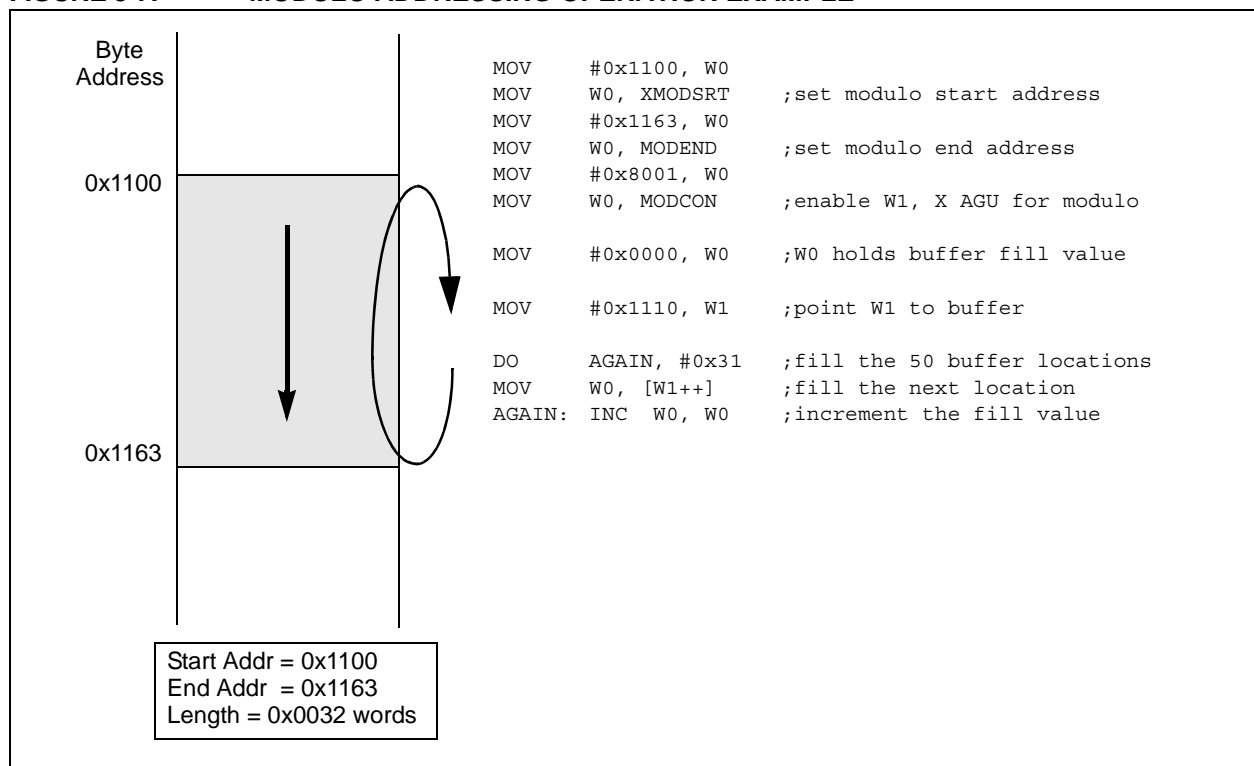 Byte
Address
0x1100
0x1163
MOV #0x1100, W0
MOV W0, XMODSRT ;set modulo start address
MOV #0x1163, W0
MOV W0, MODEND ;set modulo end address
MOV #0x8001, W0
MOV W0, MODCON ;enable W1, X AGU for modulo
MOV #0x0000, W0 ;W0 holds buffer fill value
MOV #0x1110, W1 ;point W1 to buffer
DO AGAIN, #0x31 ;fill the 50 buffer locations
MOV W0, [W1++] ;fill the next location
AGAIN: INC W0, W0 ;increment the fill value
Start Addr = 0x1100
End Addr = 0x1163
Length = 0x0032 words